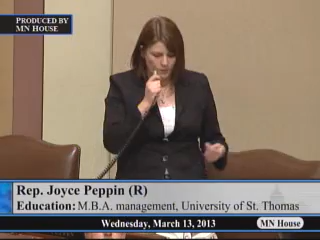 PRODUCED BY
MN HOUSE
Rep. Joyce Peppin (R)
Education: M.B.A. management, University of St. Thomas
Wednesday, March 13, 2013
MN House